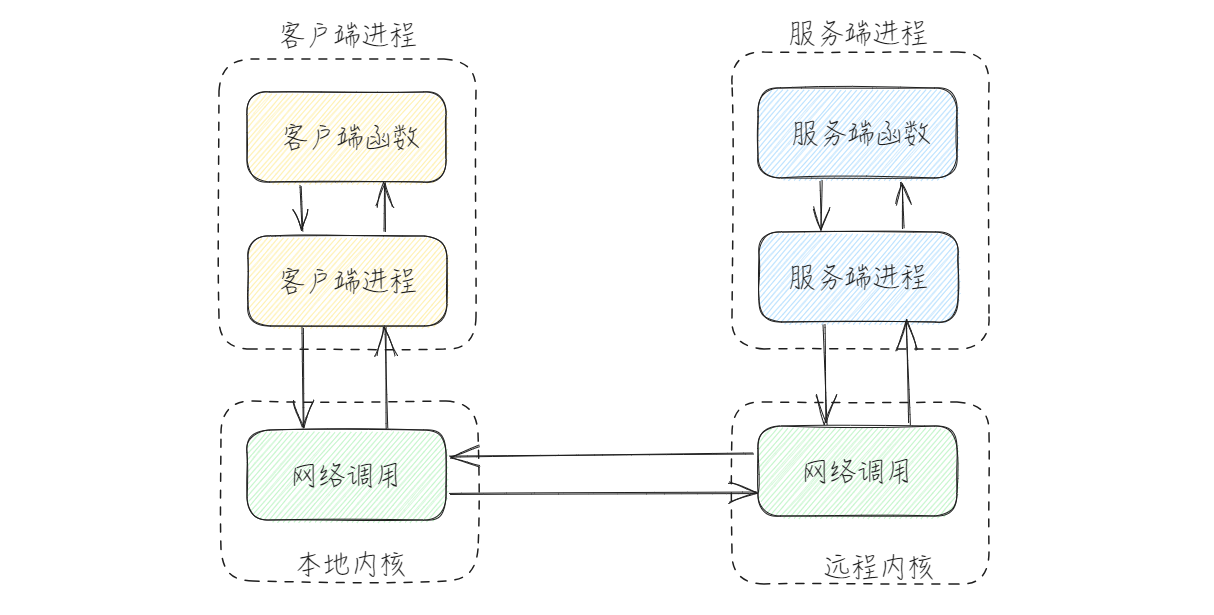 客户端进程
客户端函数
客户端进程
网络调用
本地内核
服务端进程
服务端函数
服务端进程
网络调用
远程内核